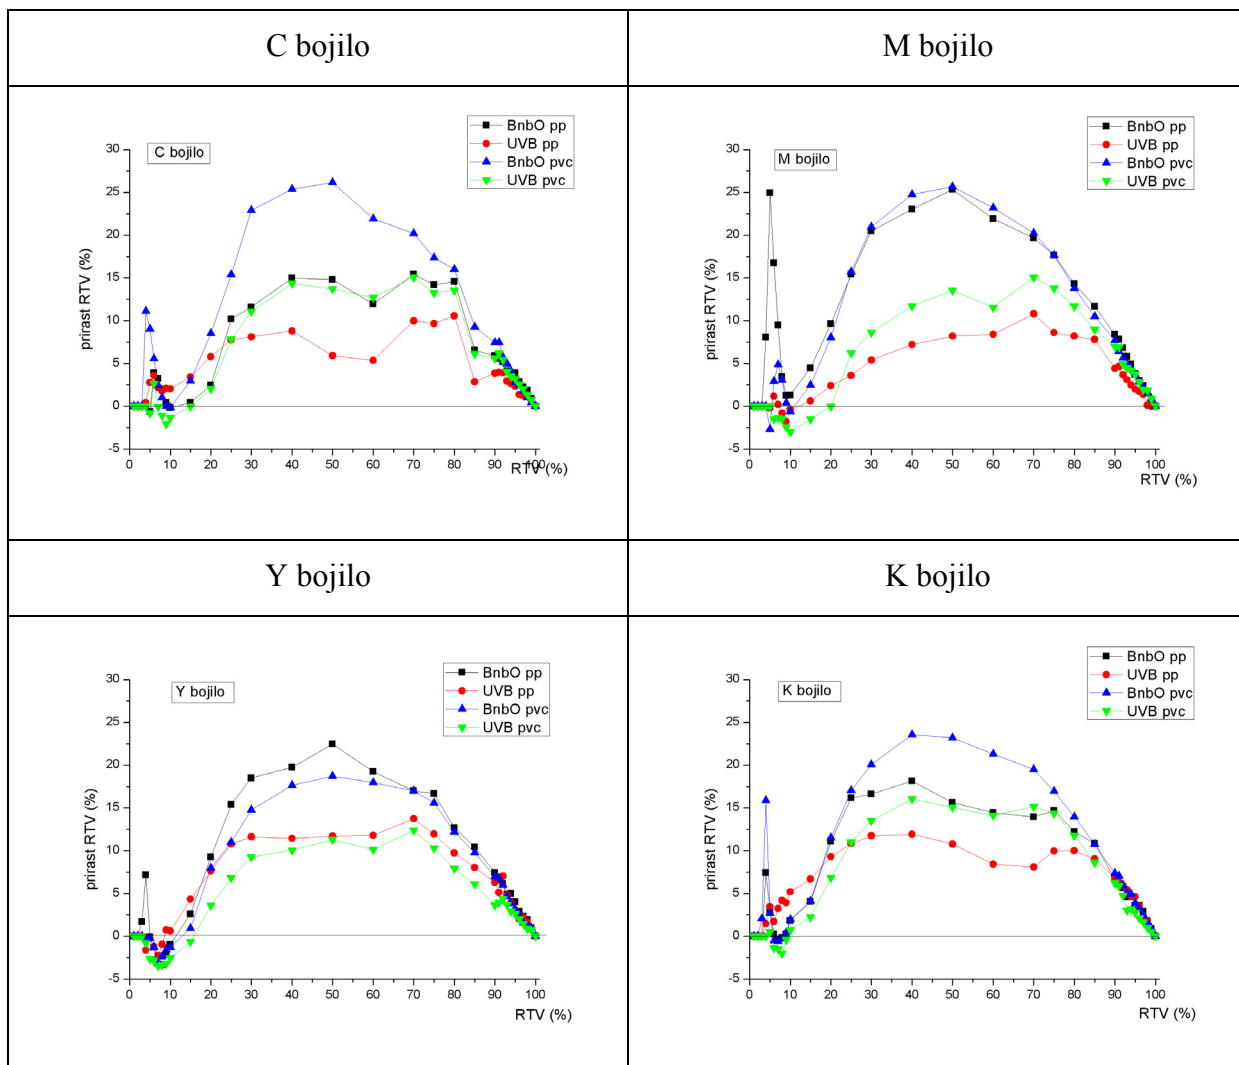 C bojilo
M bojilo
BnbO pp
UVB pp
BnbO pvc
UVB pvc
C bojilo
prirast RTV (%)
30
25
20
15
10
5
0
-5
0 10 20 30 40 50 60 70 80 90 100
RTV (%)
BnbO pp
UVB pp
BnbO pvc
UVB pvc
M bojilo
prirast RTV (%)
30
25
20
15
10
5
0
-5
0 10 20 30 40 50 60 70 80 90 100
RTV (%)
Y bojilo
K bojilo
BnbO pp
UVB pp
BnbO pvc
UVB pvc
Y bojilo
prirast RTV (%)
30
25
20
15
10
5
0
-5
0 10 20 30 40 50 60 70 80 90 100
RTV (%)
BnbO pp
UVB pp
BnbO pvc
UVB pvc
K bojilo
prirast RTV (%)
30
25
20
15
10
5
0
-5
0 10 20 30 40 50 60 70 80 90 100
RTV (%)